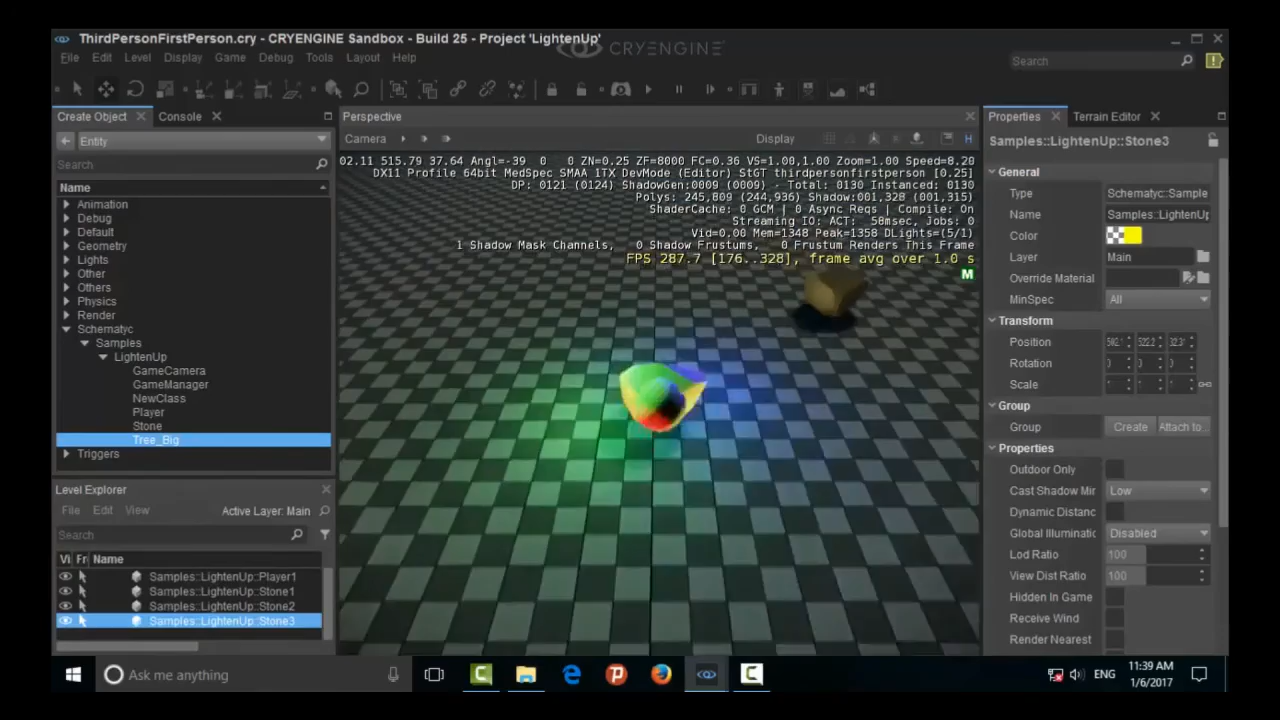 ThirdPersonFirstPerson.cry - CRYENGINE Sandbox - Build 25 - Project 'LightenUp'
CRYENGINE
File Edit Level Display Game Debug Tools Layout Help
Search
Create Object
Console
Perspective
Properties
Terrain Editor
Entity
Camera
Display
H
Samples::LightenUp::Stone3
Search
02.11 515.79 37.64 Angl=-39 0 0 ZN=0.25 ZF=8000 FC=0.36 VS=1.00,1.00 Zoom=1.00 Speed=8.20
DX11 Profile 64bit MedSpec SMAA 1TX DevMode (Editor) StGT thirdpersonfirstperson [0.25]
DP: 0121 (0124) ShadowGen:0009 (0009) - Total: 0130 Instanced: 0130
Polys: 245,809 (244,936) Shadow:001,328 (001,315)
ShaderCache: 0 GCM | 0 Async Reqs | Compile: On
Streaming IO: ACT: 50msec, Jobs: 0
Vid=0.00 Mem=1348 Peak=1358 DLights=(5/1)
1 Shadow Mask Channels, 0 Shadow Frustums, 0 Frustum Renders This Frame
FPS 287.7 [176..328], frame avg over 1.0 s
M
Name
Animation
Debug
Default
Geometry
Lights
Other
Others
Physics
Render
Schematyc
Samples
LightenUp
GameCamera
GameManager
NewClass
Player
Stone
Tree_Big
Triggers
General
Type Schematyc::Sample
Name Samples::LightenUp
Color
Layer Main
Override Material
MinSpec All
Transform
Position
Rotation 0 0 0
Scale 1 1 1
Group
Group Create Attach to...
Properties
Outdoor Only
Cast Shadow Mir Low
Dynamic Distanc
Global Illuminatic Disabled
Lod Ratio 100
View Dist Ratio 100
Hidden In Game
Receive Wind
Render Nearest
Level Explorer
File Edit View Active Layer: Main
Search
Vi Fr Name
Samples::LightenUp::Player1
Samples::LightenUp::Stone1
Samples::LightenUp::Stone2
Samples::LightenUp::Stone3
Ask me anything
ENG
11:39 AM
1/6/2017